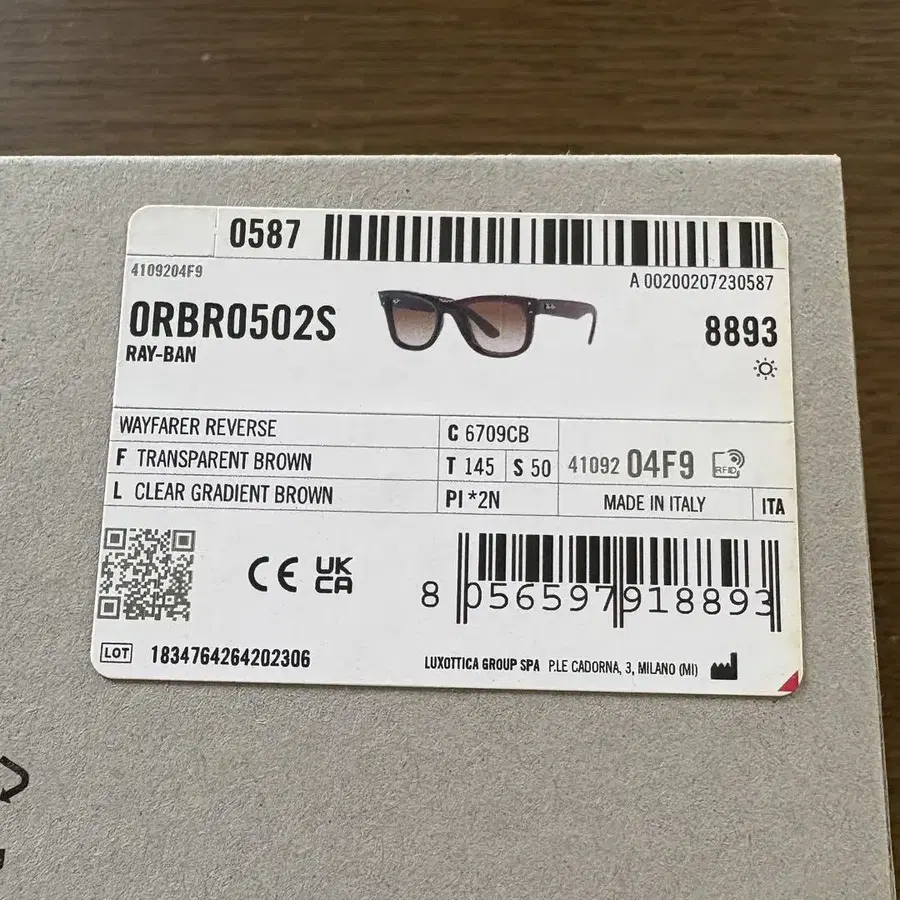 0587
4109204F9
A 00200207230587
0RBR0502S
RAY-BAN
8893
WAYFARER REVERSE
C 6709CB
F TRANSPARENT BROWN
T 145
S 50
41092 04F9
RFID
L CLEAR GRADIENT BROWN
PI *2N
MADE IN ITALY
ITA
CE
UK
CA
8 056597 918893
LOT 1834764264202306
LUXOTTICA GROUP SPA P.LE CADORNA, 3, MILANO (MI)